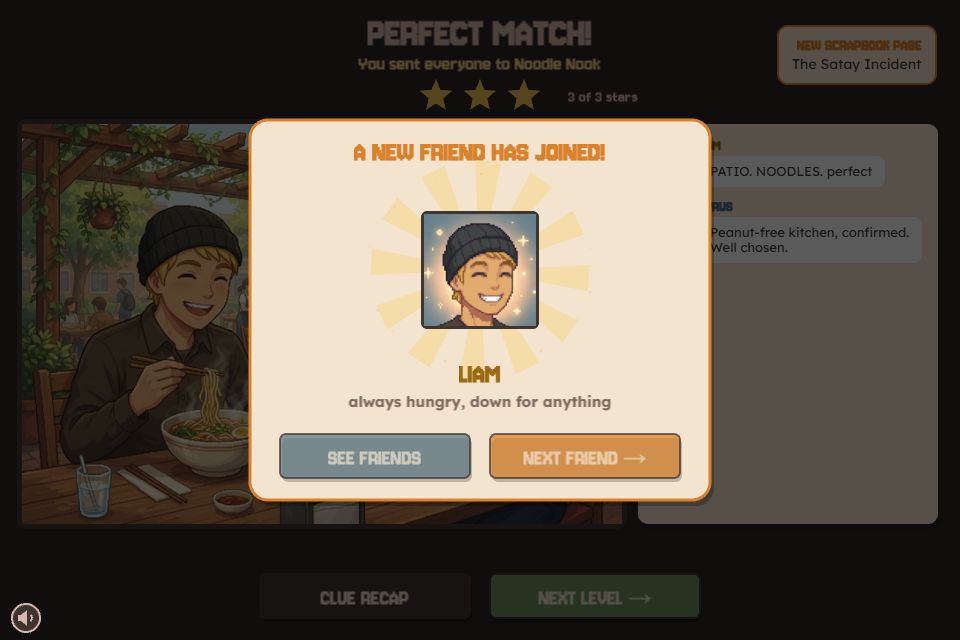 PERFECT MATCH!
You sent everyone to Noodle Nook
3 of 3 stars
NEW SCRAPBOOK PAGE
The Satay Incident
A NEW FRIEND HAS JOINED!
LIAM
always hungry, down for anything
SEE FRIENDS
NEXT FRIEND →
PATIO. NOODLES. perfect
Peanut-free kitchen, confirmed.
Well chosen.
CLUE RECAP
NEXT LEVEL →